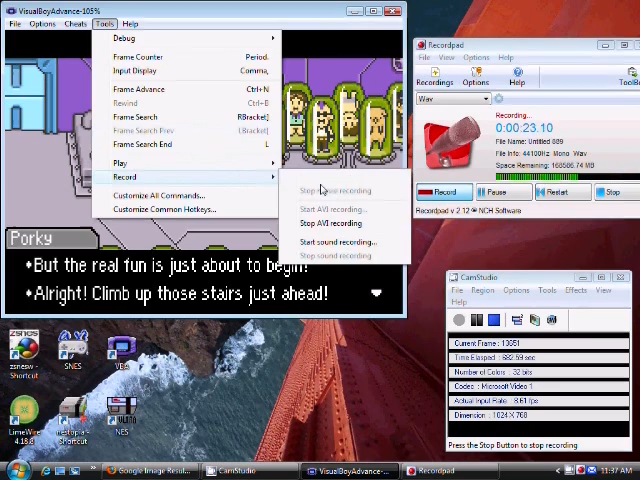 VisualBoyAdvance-105%
File Options Cheats Tools Help
Debug
Frame Counter Period.
Input Display Comma,
Frame Advance Ctrl+N
Rewind Ctrl+B
Frame Search RBracket]
Frame Search Prev LBracket[
Frame Search End L
Play
Record
Customize All Commands...
Customize Common Hotkeys...
Start AVI recording...
Stop AVI recording
Start sound recording...
Stop sound recording
Porky
•But the real fun is just about to begin!
•Alright! Climb up those stairs just ahead!
Recordpad
File View Options Help
Recordings Options Help
Wav
Recording...
0:00:23.10
File Name: Untitled 889
File Info: 44100Hz Mono Wav
Space Remaining: 168586.74 MB
Record Pause Restart Stop
Recordpad v 2.12 © NCH Software
CamStudio
File Region Options Tools Effects View
Help
Current Frame : 13651
Time Elapsed : 682.59 sec
Number of Colors : 32 bits
Codec : Microsoft Video 1
Actual Input Rate : 8.61 fps
Dimension : 1024 X 768
Press the Stop Button to stop recording
zsnesw - Shortcut
SNES
VBA
LimeWire 4.18.8
nestopia - Shortcut
NES
Google Image Resul...
CamStudio
VisualBoyAdvance-...
Recordpad
11:37 AM